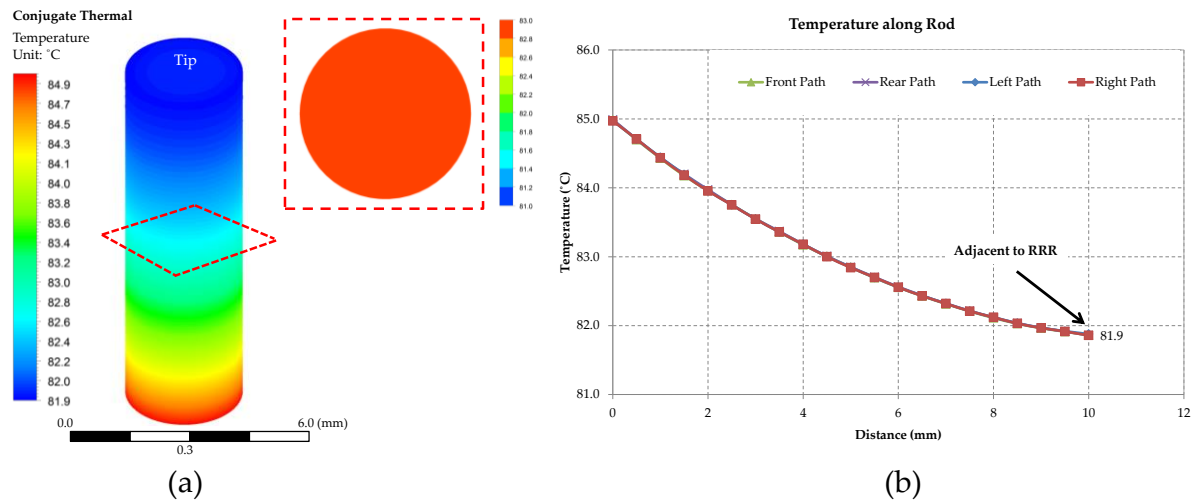 Conjugate Thermal
Temperature
Unit: ˚C
84.9
84.7
84.5
84.3
84.1
83.9
83.8
83.6
83.4
83.2
83.0
82.8
82.6
82.4
82.2
82.0
81.9
Tip
0.0
6.0 (mm)
0.3
83.0
82.8
82.6
82.4
82.2
82.0
81.8
81.6
81.4
81.2
81.0
(a)
Temperature along Rod
86.0
85.0
84.0
83.0
82.0
81.0
Temperature (˚C)
Front Path
Rear Path
Left Path
Right Path
Adjacent to RRR
81.9
0
2
4
6
8
10
12
Distance (mm)
(b)